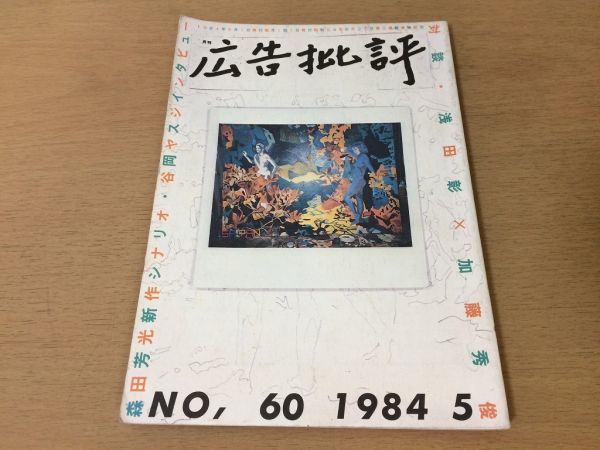 月刊
広告批評
対談・浅田彰×加藤秀俊
森田芳光新作シナリオ・谷岡ヤスジインタビュー
NO, 60 1984 5